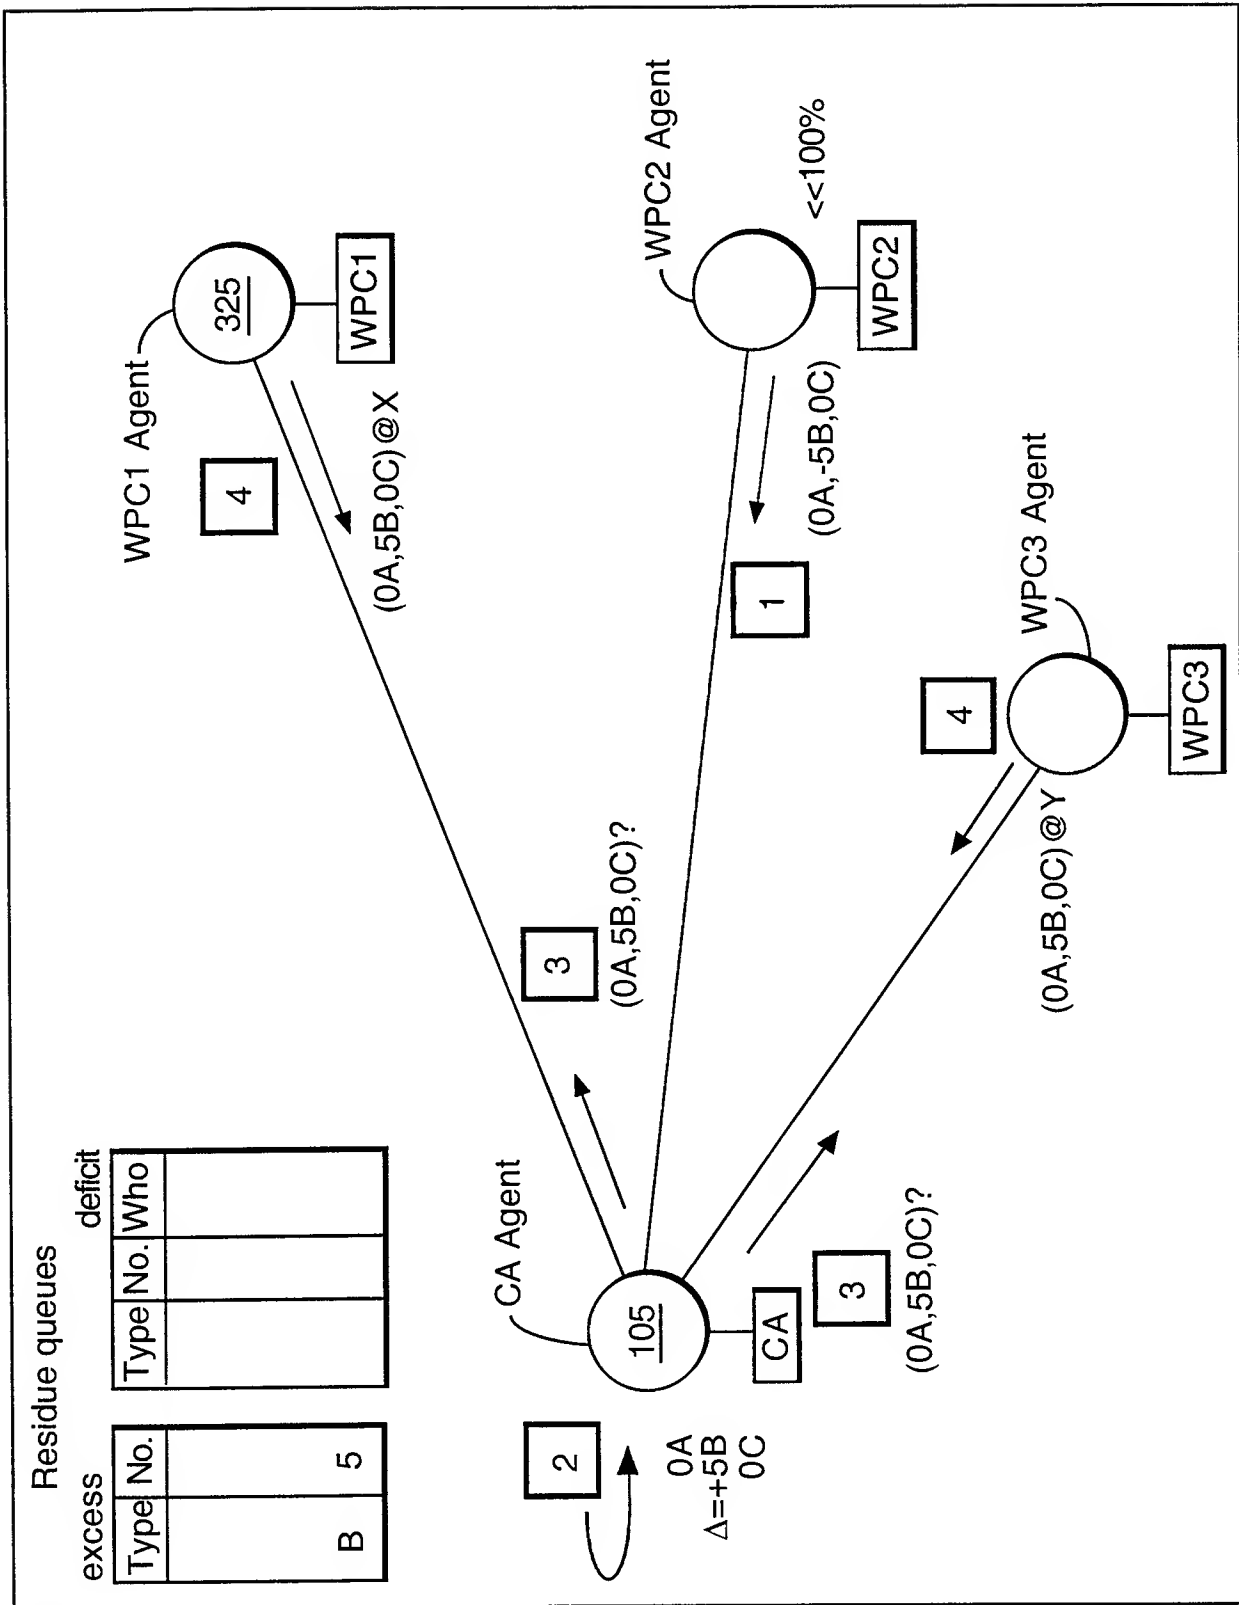 Residue queues
excess
deficit
Type No.
Type No. Who
B 5
2
0A
Δ=+5B
0C
CA Agent
105
CA
3
(0A,5B,0C)?
3
(0A,5B,0C)?
WPC1 Agent
325
WPC1
4
(0A,5B,0C)@X
WPC2 Agent
<<100%
WPC2
(0A,-5B,0C)
1
WPC3 Agent
4
WPC3
(0A,5B,0C)@Y